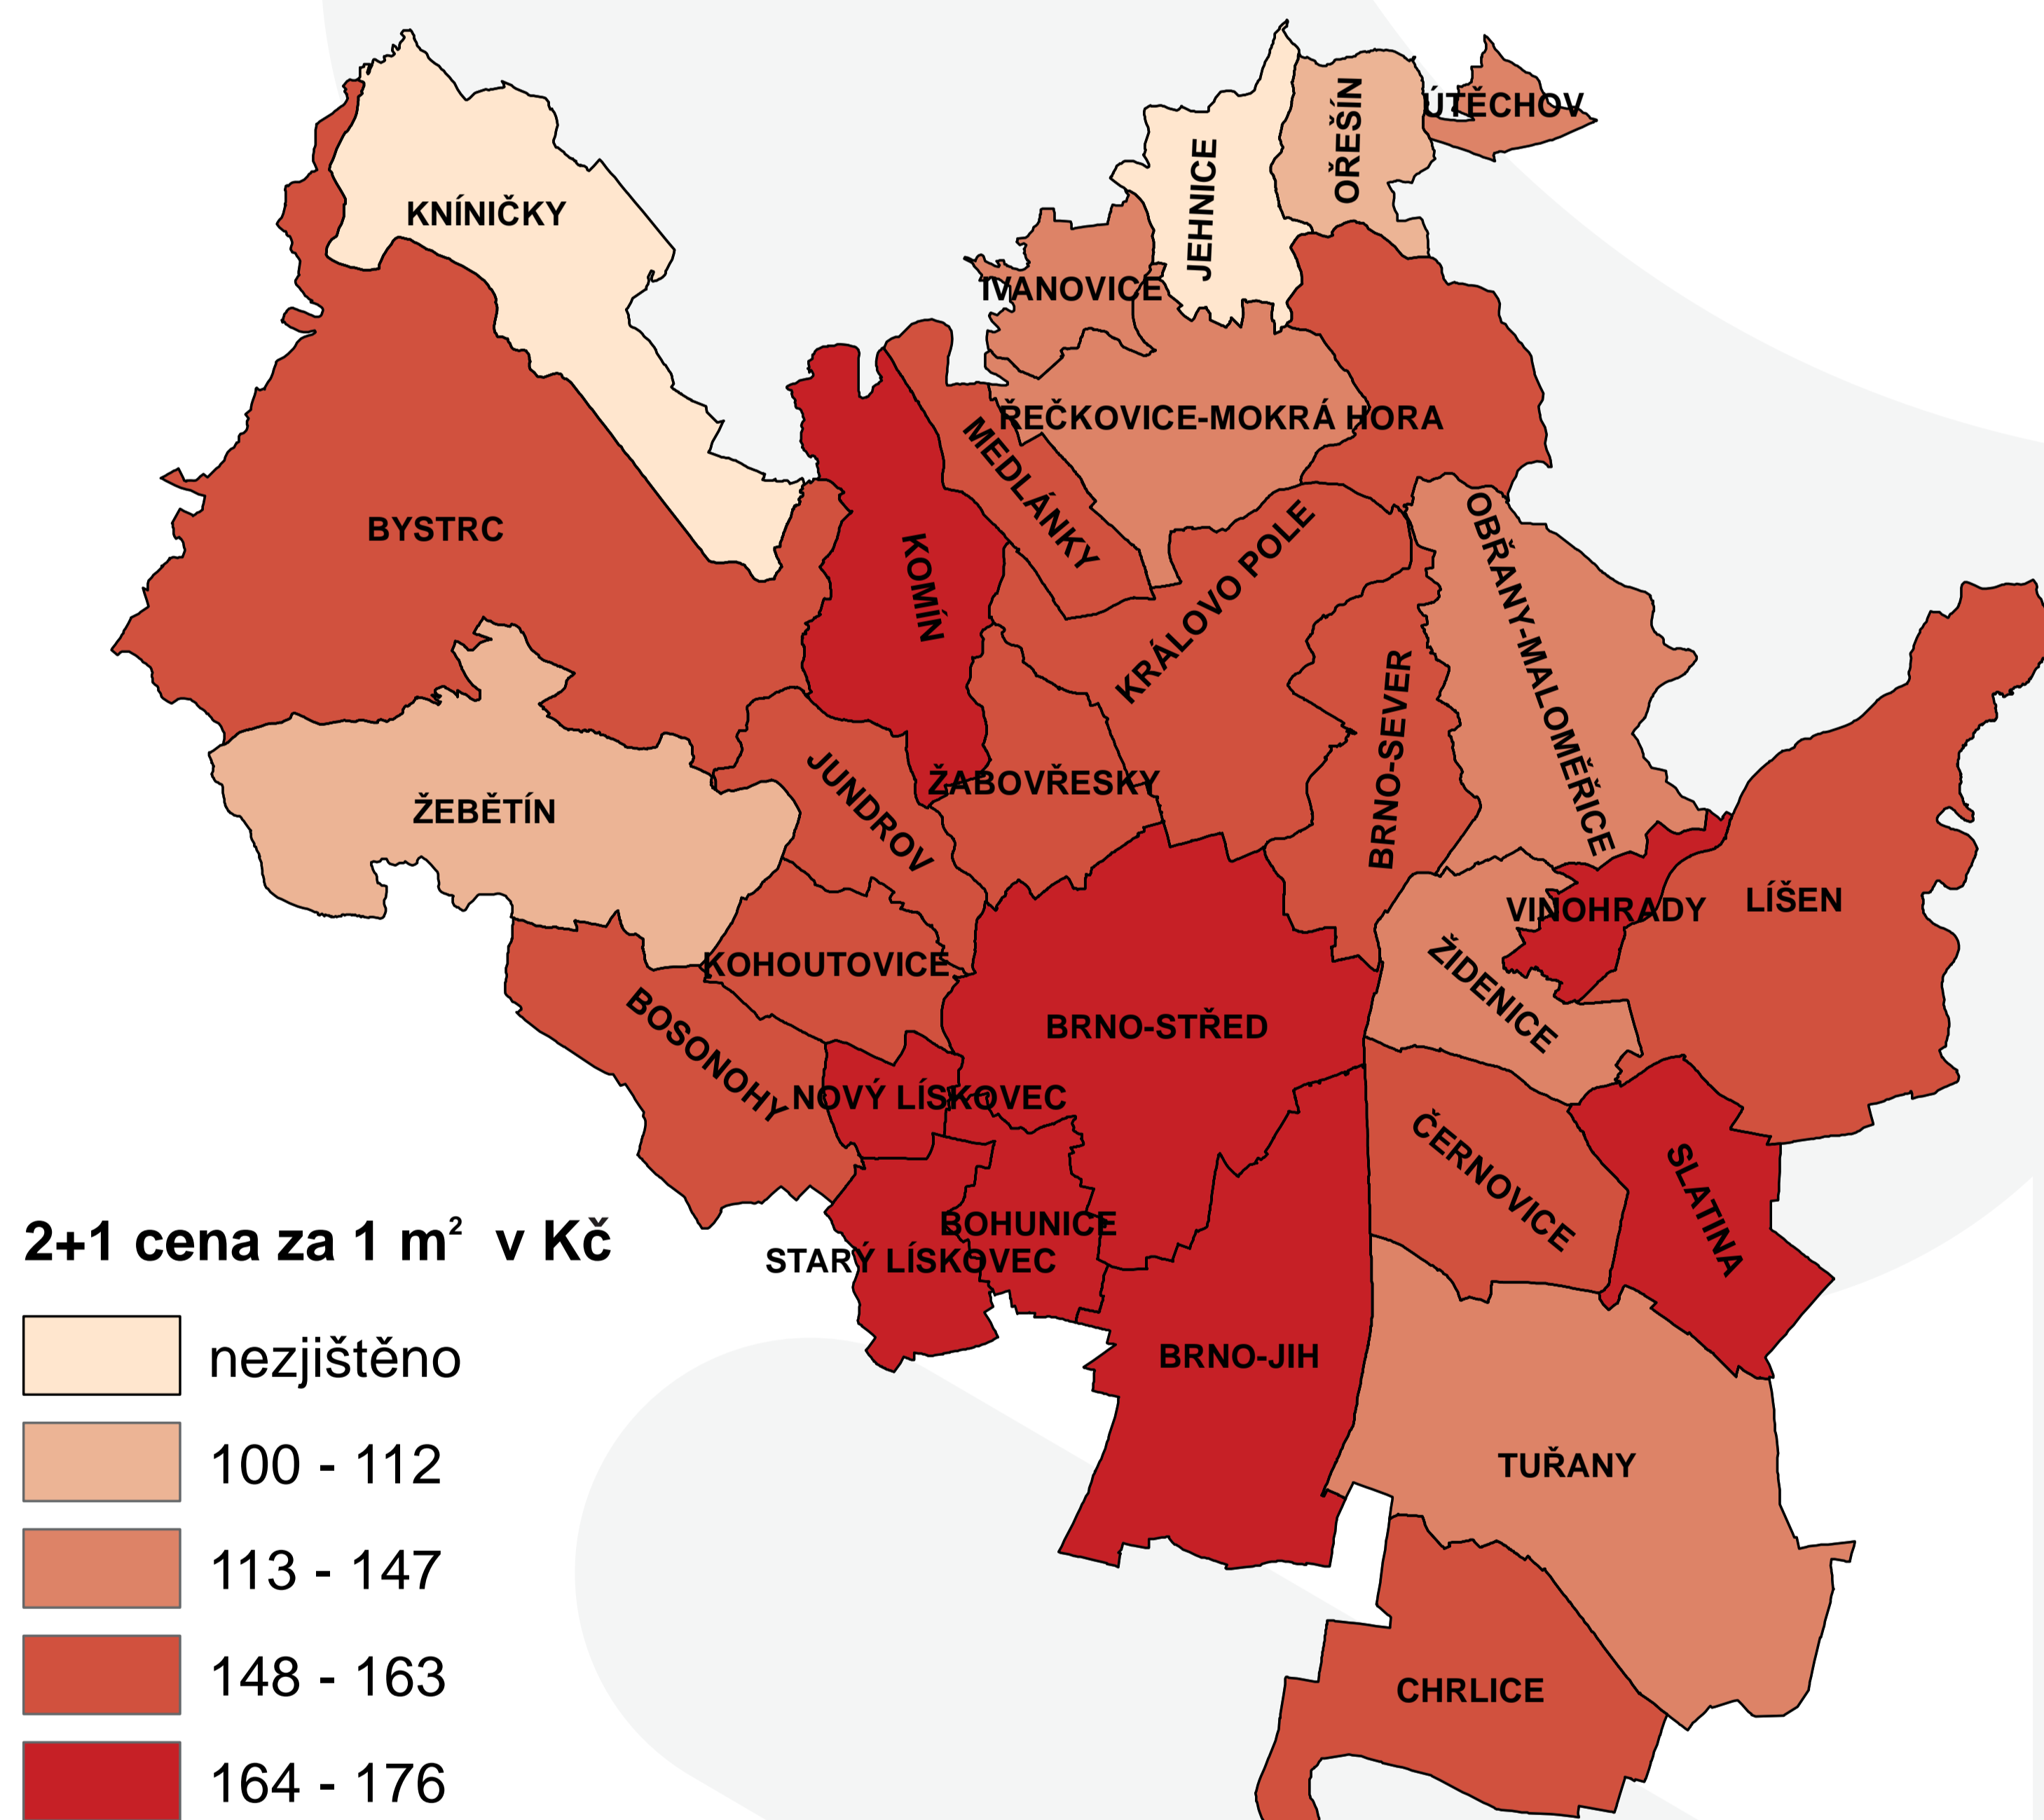 ÚTĚCHOV
OŘEŠÍN
JEHNICE
KNÍNIČKY
IVANOVICE
ŘEČKOVICE-MOKRÁ HORA
MEDLÁNKY
BYSTRC
KOMÍN
KRÁLOVO POLE
OBŘANY-MALOMĚŘICE
BRNO-SEVER
ŽABOVŘESKY
JUNDROV
ŽEBĚTÍN
LÍŠEN
VINOHRADY
KOHOUTOVICE
ŽIDENICE
BRNO-STŘED
BOSONOHY
NOVÝ LÍSKOVEC
ČERNOVICE
SLATINA
BOHUNICE
STARÝ LÍSKOVEC
BRNO-JIH
TUŘANY
CHRLICE
2+1 cena za 1 m² v Kč
nezjištěno
100 - 112
113 - 147
148 - 163
164 - 176